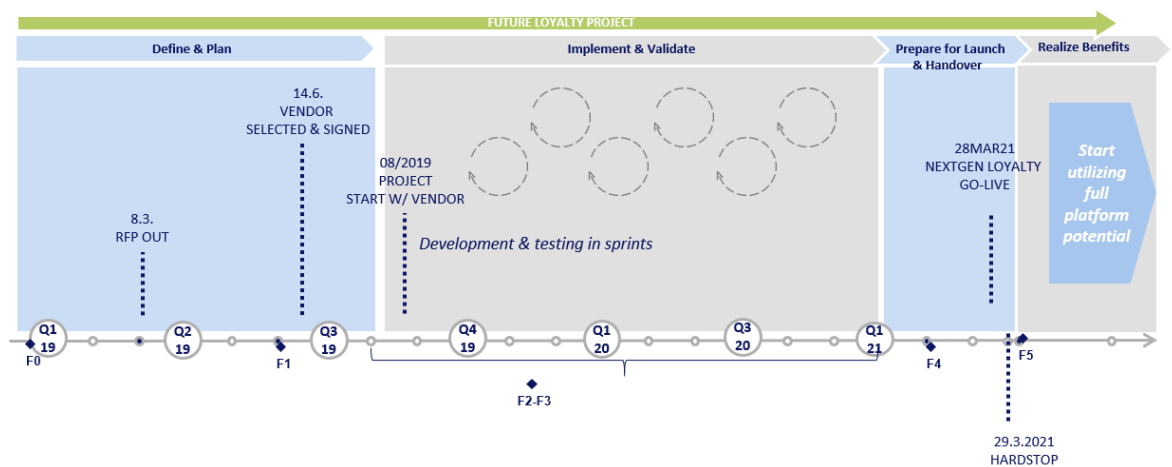 FUTURE LOYALTY PROJECT
Define & Plan
Implement & Validate
Prepare for Launch
& Handover
Realize Benefits
14.6.
VENDOR
SELECTED & SIGNED
08/2019
PROJECT
START W/ VENDOR
8.3.
RFP OUT
Development & testing in sprints
28MAR21
NEXTGEN LOYALTY
GO-LIVE
Start
utilizing
full
platform
potential
Q1
19
Q2
19
Q3
19
Q4
19
Q1
20
Q3
20
Q1
21
F0
F1
F2-F3
F4
F5
29.3.2021
HARDSTOP